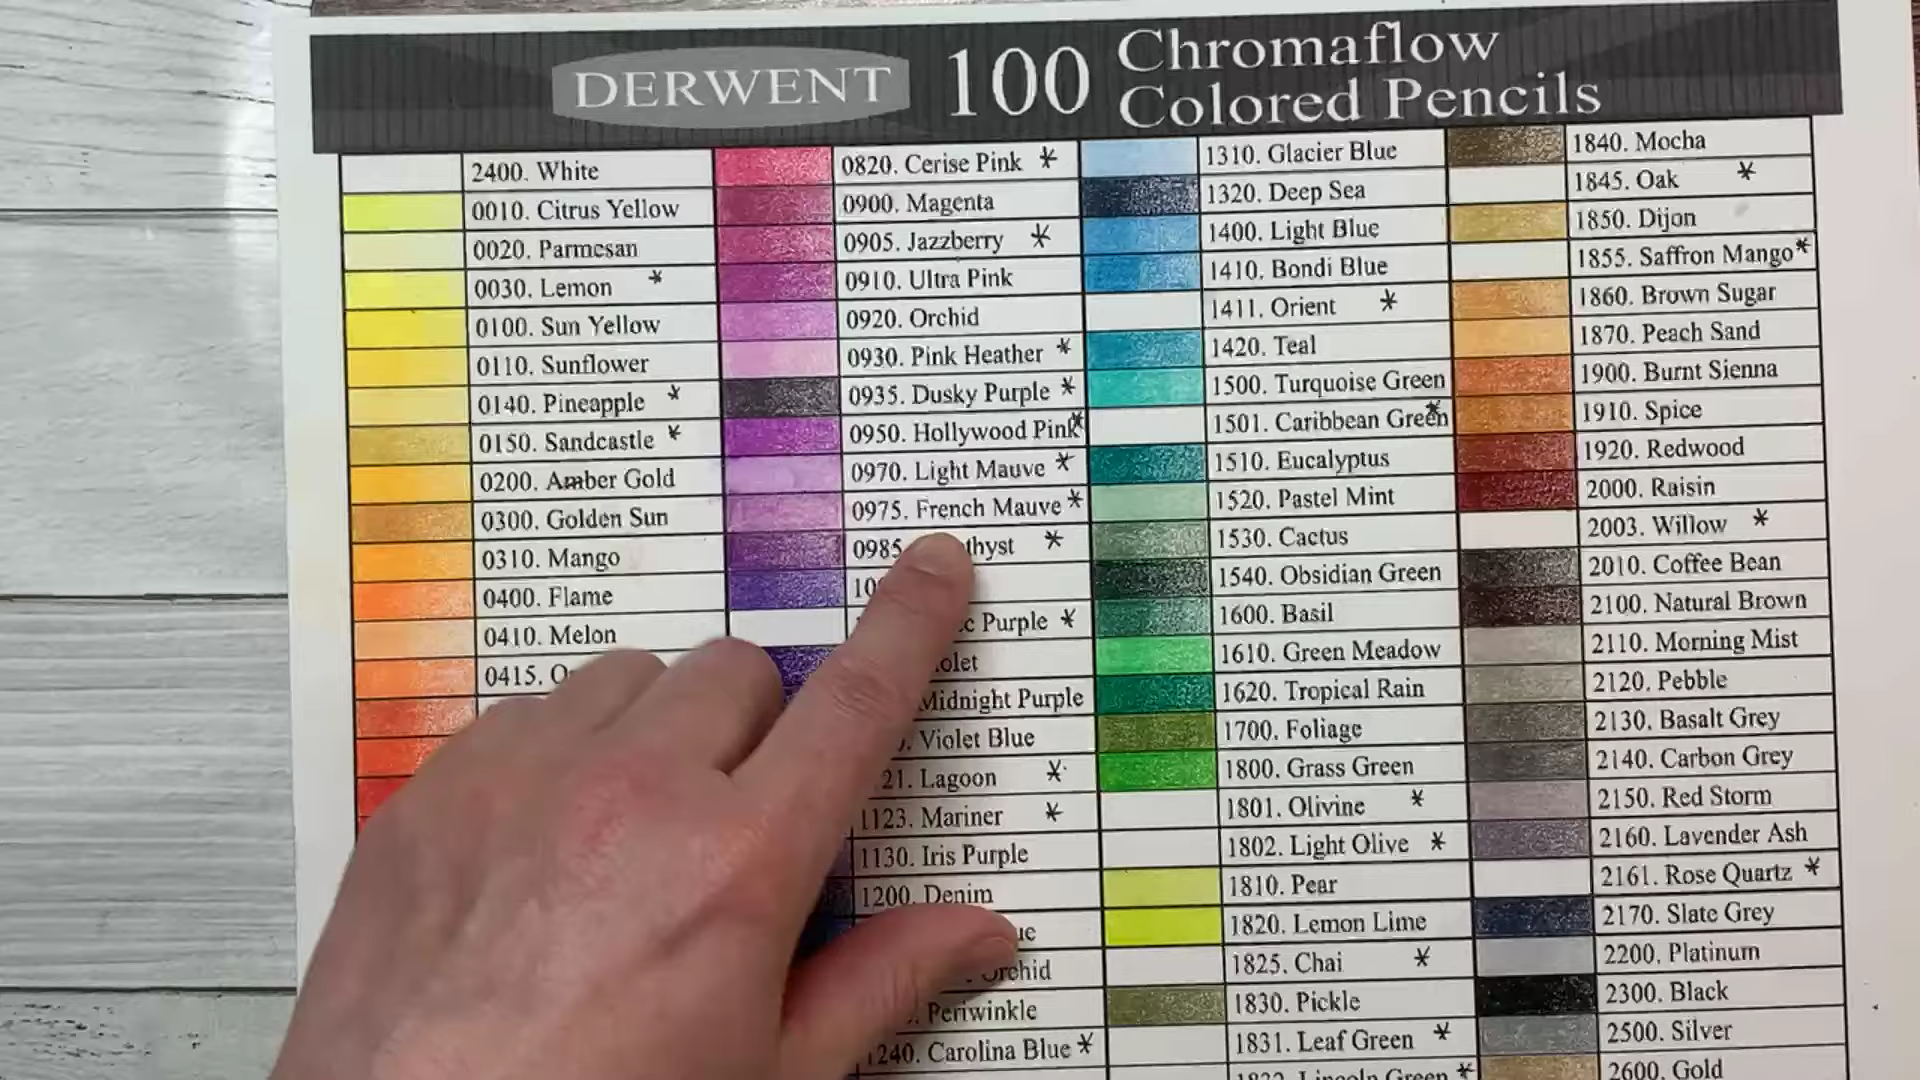 DERWENT 100 Chromaflow
Colored Pencils
2400. White
0010. Citrus Yellow
0020. Parmesan
0030. Lemon *
0100. Sun Yellow
0110. Sunflower
0140. Pineapple *
0150. Sandcastle *
0200. Amber Gold
0300. Golden Sun
0310. Mango
0400. Flame
0410. Melon
0415.
0820. Cerise Pink *
0900. Magenta
0905. Jazzberry *
0910. Ultra Pink
0920. Orchid
0930. Pink Heather *
0935. Dusky Purple *
0950. Hollywood Pink *
0970. Light Mauve *
0975. French Mauve *
0985 *
Purple *
Midnight Purple
Violet Blue
Lagoon *
1123. Mariner *
1130. Iris Purple
1200. Denim
Orchid
Periwinkle
1240. Carolina Blue *
1310. Glacier Blue
1320. Deep Sea
1400. Light Blue
1410. Bondi Blue
1411. Orient *
1420. Teal
1500. Turquoise Green
1501. Caribbean Green *
1510. Eucalyptus
1520. Pastel Mint
1530. Cactus
1540. Obsidian Green
1600. Basil
1610. Green Meadow
1620. Tropical Rain
1700. Foliage
1800. Grass Green
1801. Olivine *
1802. Light Olive *
1810. Pear
1820. Lemon Lime
1825. Chai *
1830. Pickle
1831. Leaf Green *
1832. Lincoln Green *
1840. Mocha
1845. Oak *
1850. Dijon
1855. Saffron Mango *
1860. Brown Sugar
1870. Peach Sand
1900. Burnt Sienna
1910. Spice
1920. Redwood
2000. Raisin
2003. Willow *
2010. Coffee Bean
2100. Natural Brown
2110. Morning Mist
2120. Pebble
2130. Basalt Grey
2140. Carbon Grey
2150. Red Storm
2160. Lavender Ash
2161. Rose Quartz *
2170. Slate Grey
2200. Platinum
2300. Black
2500. Silver
2600. Gold